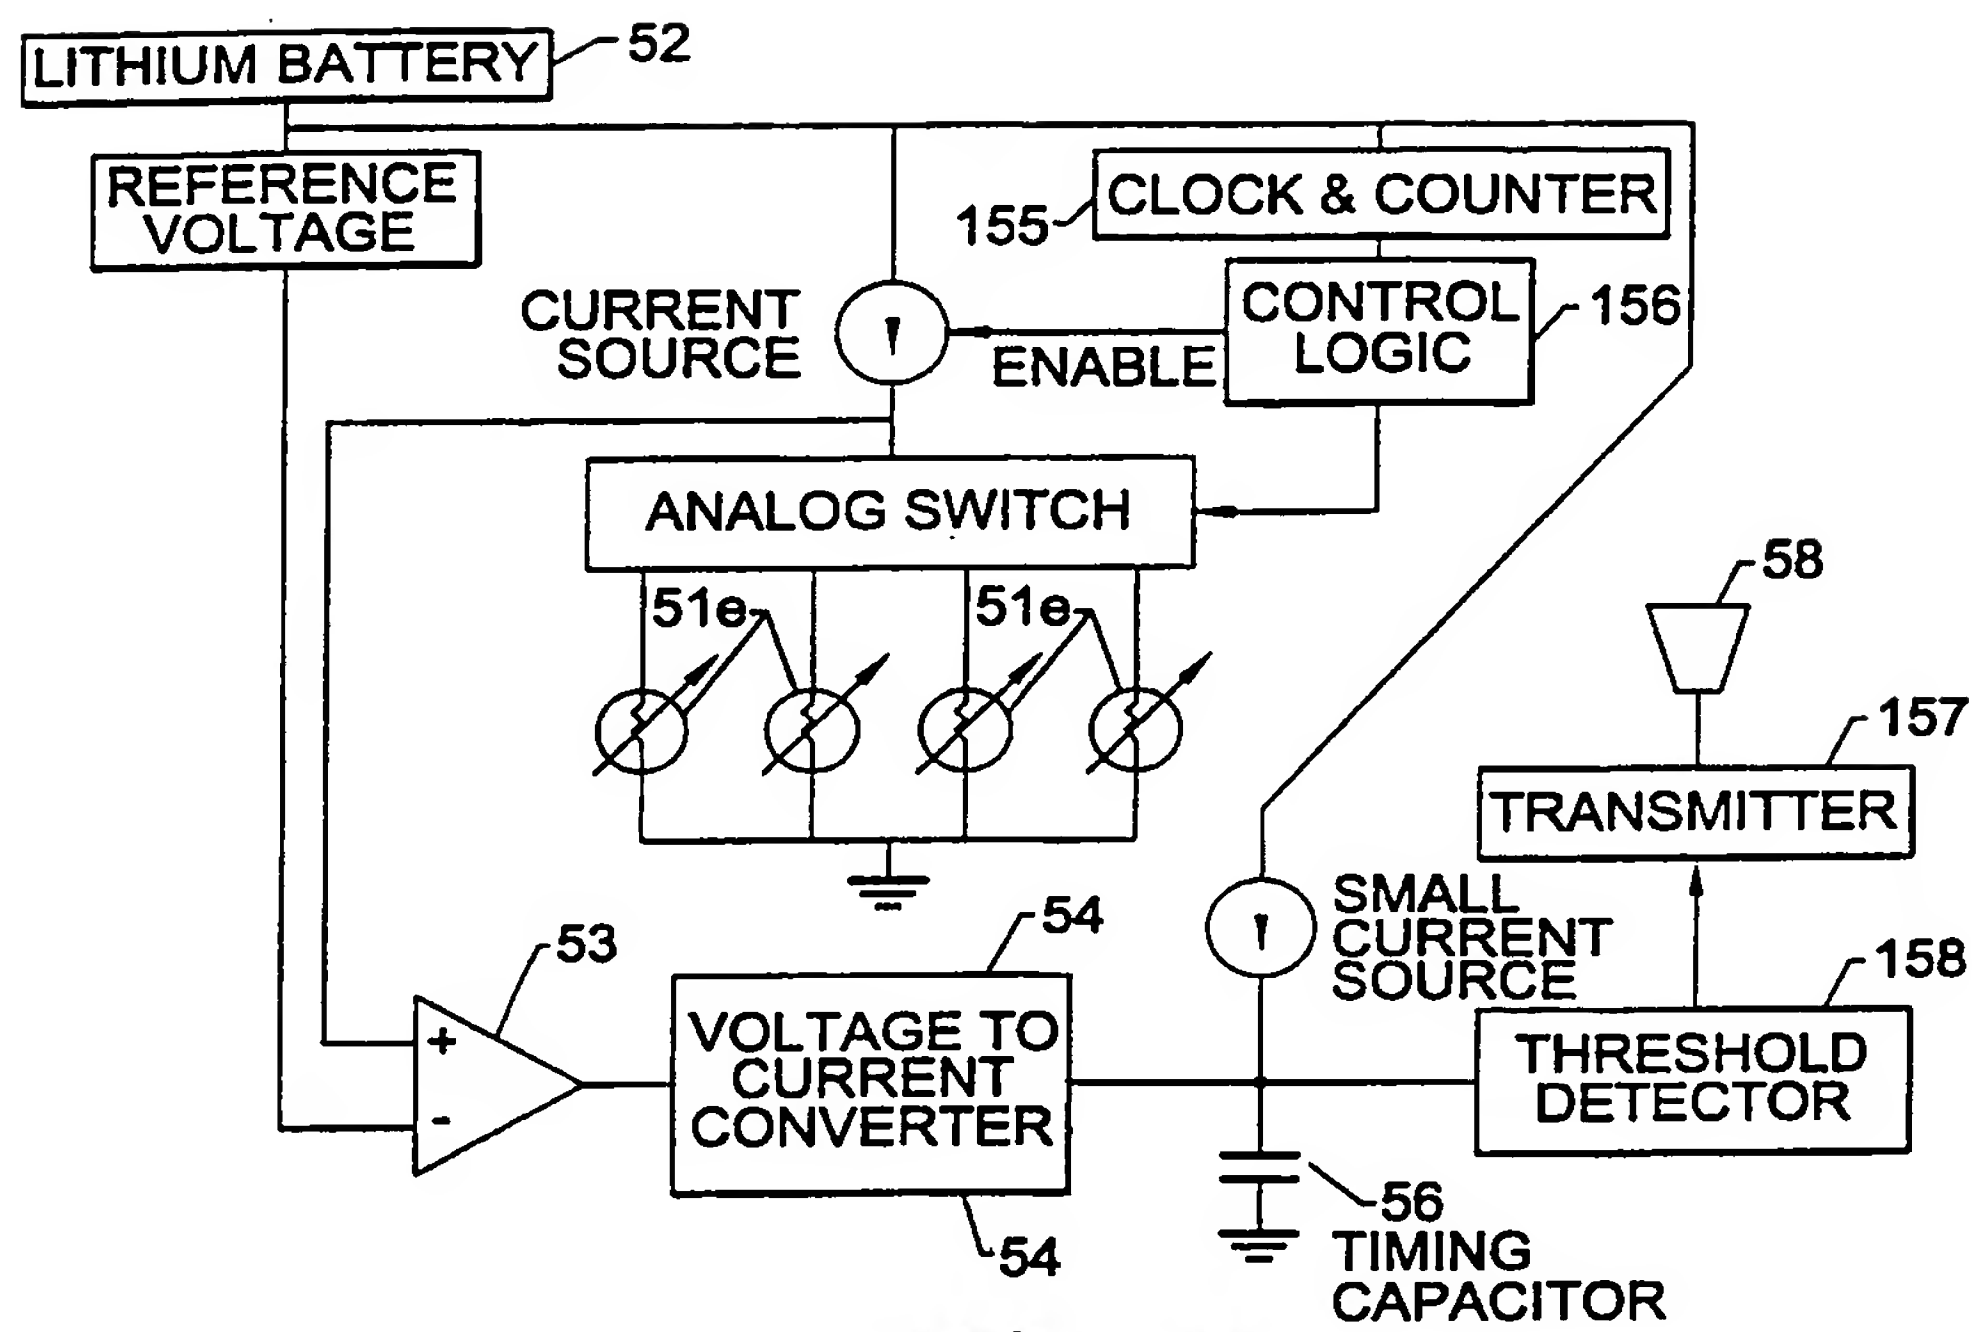 LITHIUM BATTERY
52
REFERENCE
VOLTAGE
155
CLOCK & COUNTER
CURRENT
SOURCE
ENABLE
CONTROL
LOGIC
156
ANALOG SWITCH
51e
51e
58
157
TRANSMITTER
SMALL
CURRENT
SOURCE
53
54
158
+
-
VOLTAGE TO
CURRENT
CONVERTER
THRESHOLD
DETECTOR
54
56
TIMING
CAPACITOR